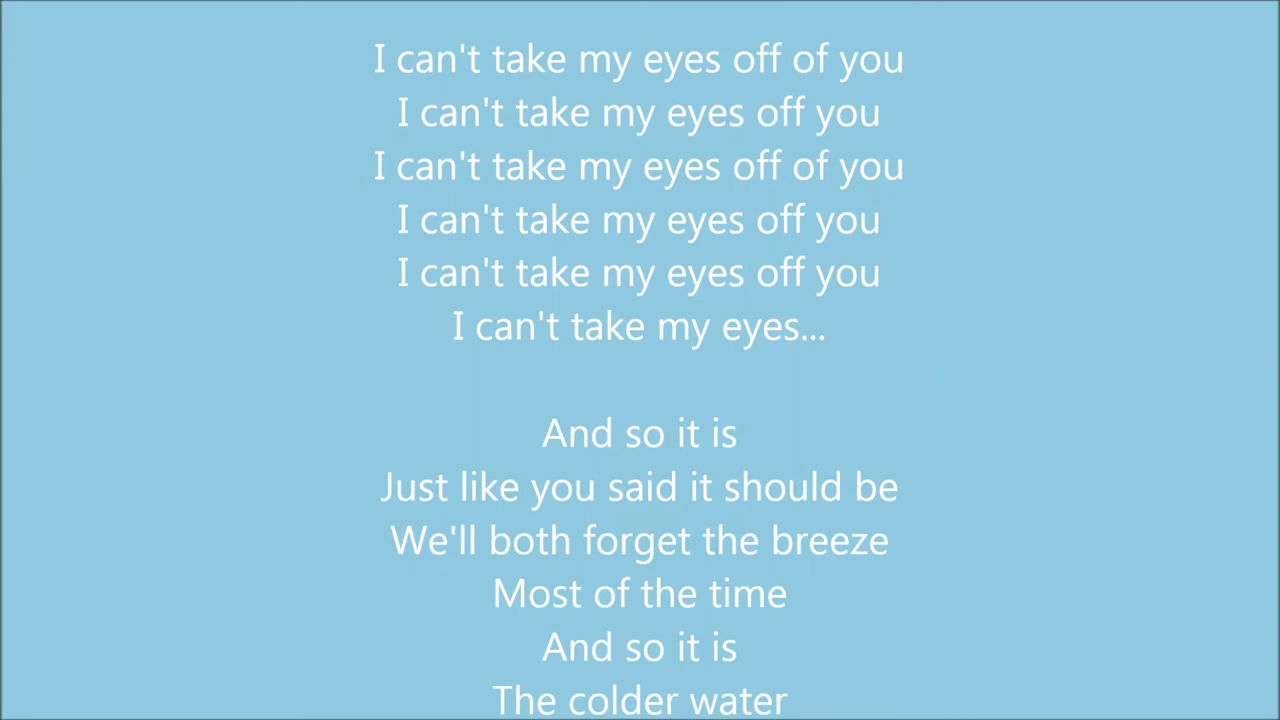 I can't take my eyes off of you
I can't take my eyes off you
I can't take my eyes off of you
I can't take my eyes off you
I can't take my eyes off you
I can't take my eyes...
And so it is
Just like you said it should be
We'll both forget the breeze
Most of the time
And so it is
The colder water